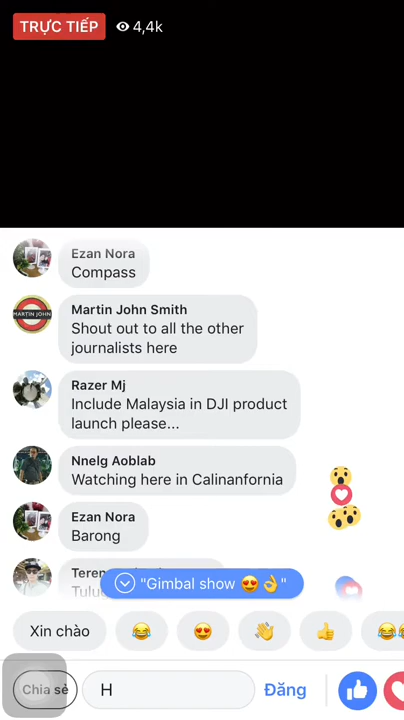 TRỰC TIẾP 4,4k
Ezan Nora
Compass
MARTIN JOHN
Martin John Smith
Shout out to all the other
journalists here
Razer Mj
Include Malaysia in DJI product
launch please...
Nnelg Aoblab
Watching here in Calinanfornia
Ezan Nora
Barong
"Gimbal show 😍👌"
Xin chào 😂 😍 👋 👍 😂
Chia sẻ H Đăng